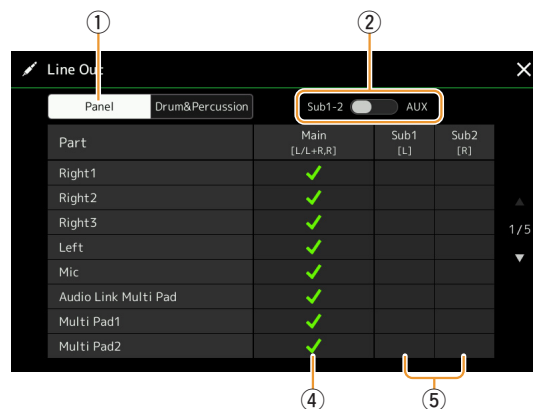 ① ②
Line Out
Panel Drum&Percussion Sub1-2 AUX
Part Main [L/L+R,R] Sub1 [L] Sub2 [R]
Right1
Right2
Right3
Left
1/5
Mic
Audio Link Multi Pad
Multi Pad1
Multi Pad2
④ ⑤